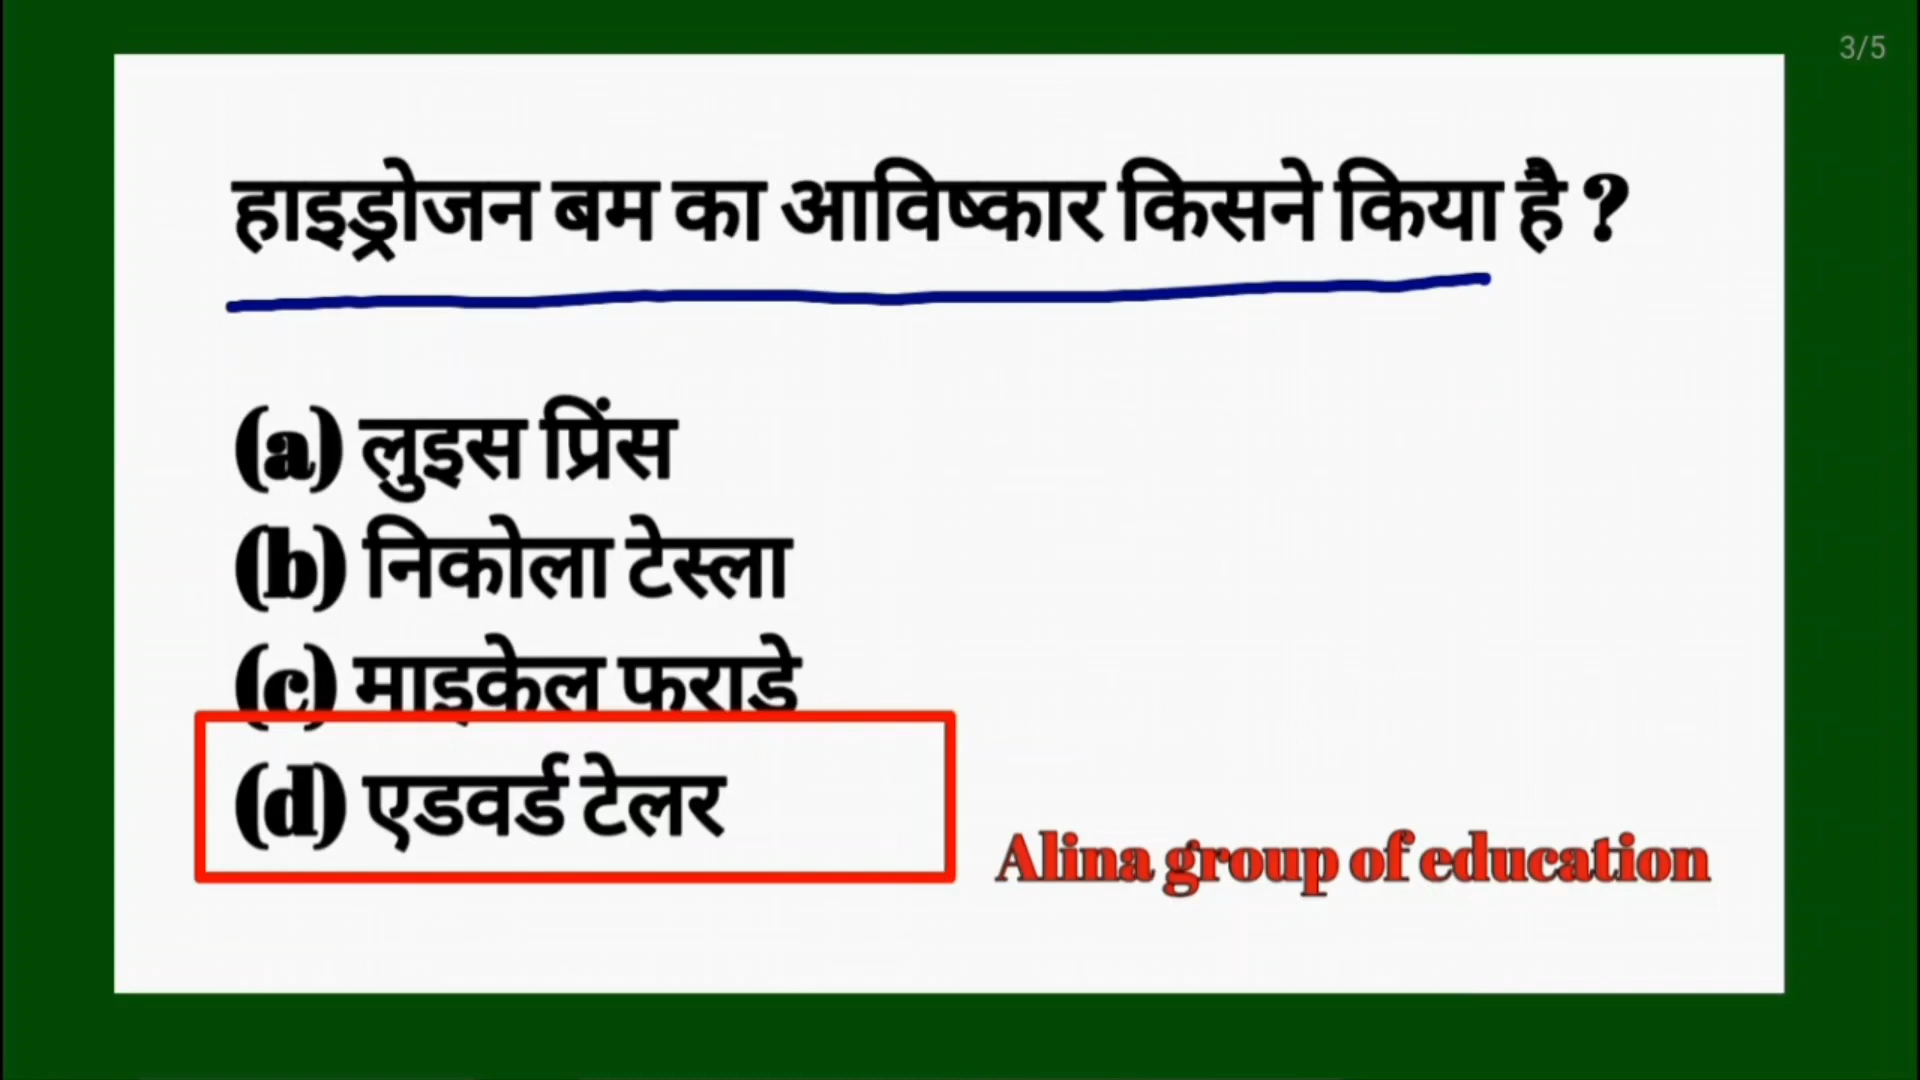 3/5
हाइड्रोजन बम का आविष्कार किसने किया है ?
(a) लुइस प्रिंस
(b) निकोला टेस्ला
(c) माइकेल फराडे
(d) एडवर्ड टेलर
Alina group of education